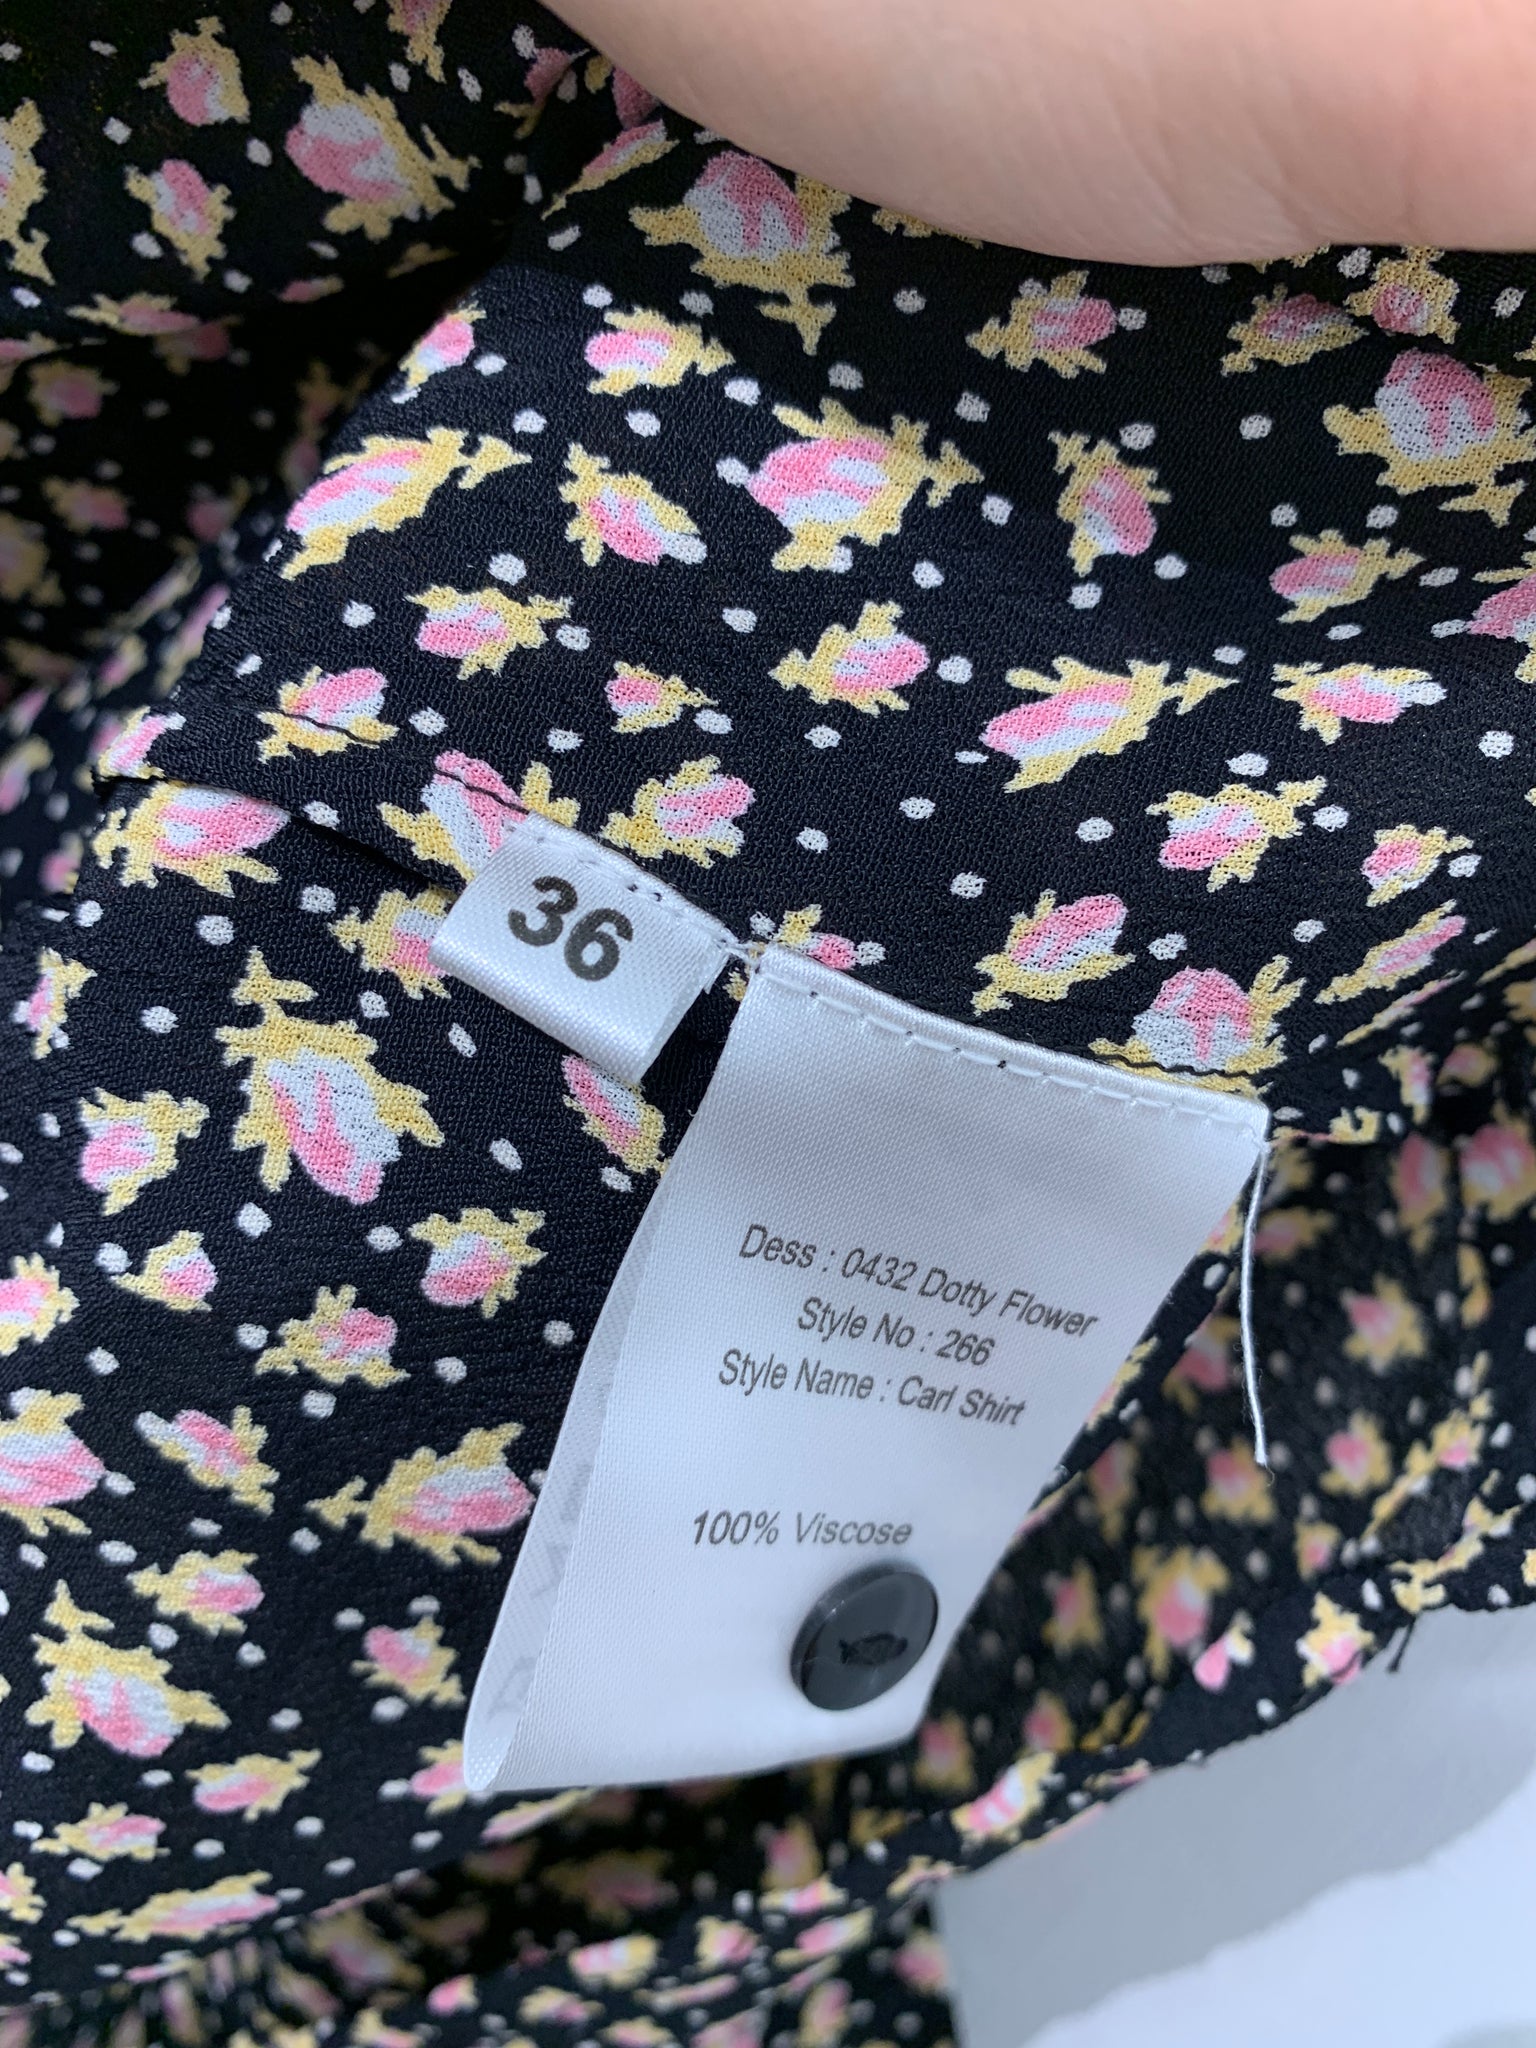 36
Dess : 0432 Dotty Flower
Style No : 266
Style Name : Carl Shirt
100% Viscose